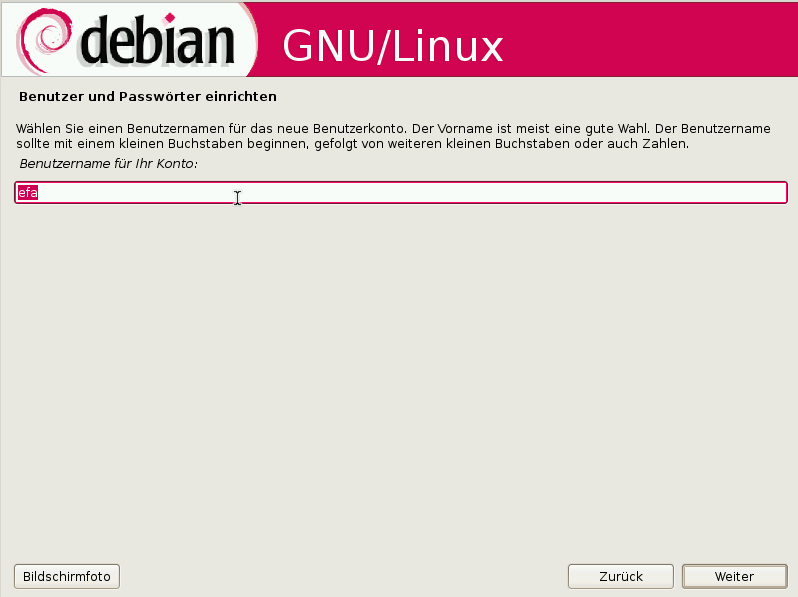 debian GNU/Linux
Benutzer und Passwörter einrichten
Wählen Sie einen Benutzernamen für das neue Benutzerkonto. Der Vorname ist meist eine gute Wahl. Der Benutzername
sollte mit einem kleinen Buchstaben beginnen, gefolgt von weiteren kleinen Buchstaben oder auch Zahlen.
Benutzername für Ihr Konto:
efa
Bildschirmfoto Zurück Weiter